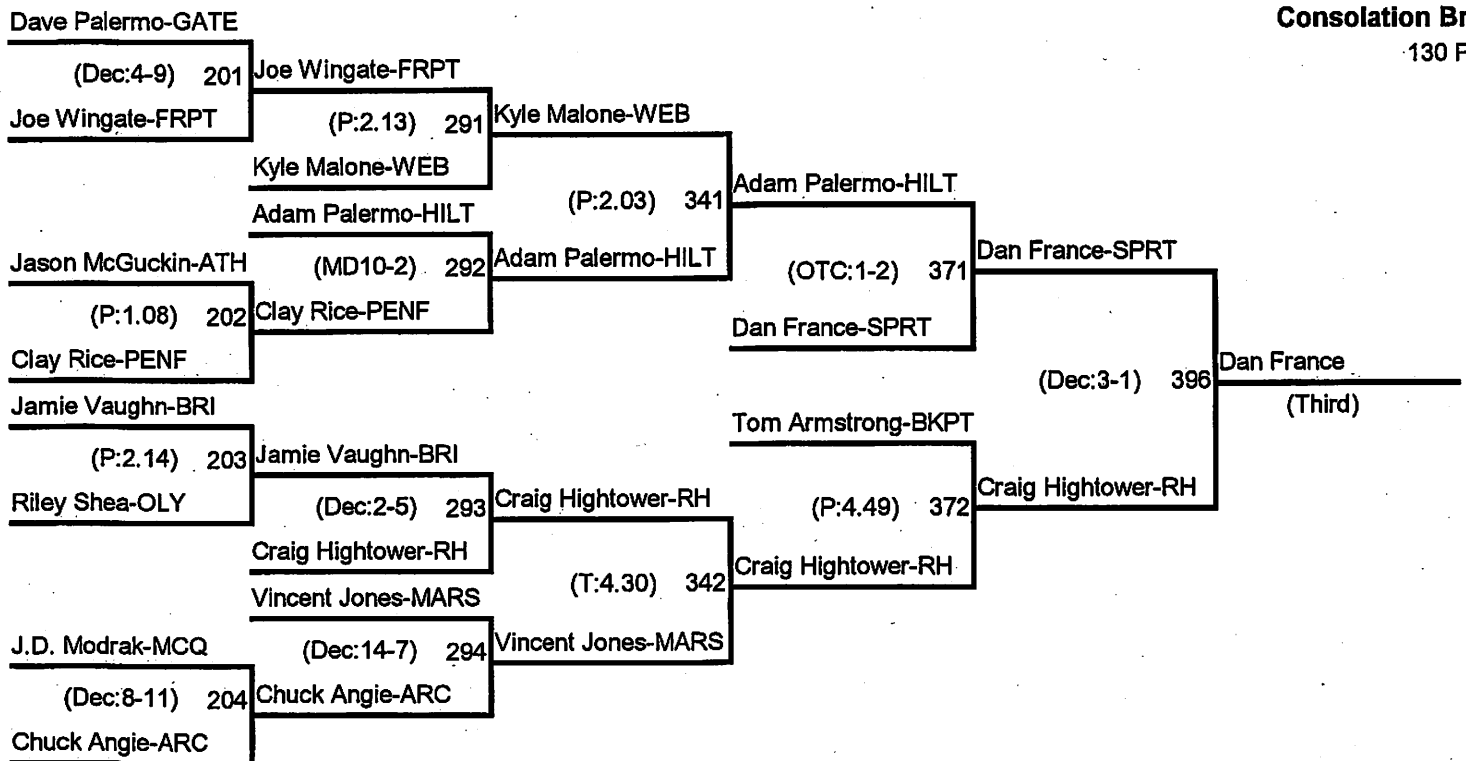 Consolation
130
Dave Palermo-GATE
(Dec:4-9) 201
Joe Wingate-FRPT
Joe Wingate-FRPT
(P:2.13) 291
Kyle Malone-WEB
Kyle Malone-WEB
(P:2.03) 341
Adam Palermo-HILT
Adam Palermo-HILT
Jason McGuckin-ATH
(MD10-2) 292
Adam Palermo-HILT
(P:1.08) 202
Clay Rice-PENF
Clay Rice-PENF
(OTC:1-2) 371
Dan France-SPRT
Dan France-SPRT
Jamie Vaughn-BRI
(P:2.14) 203
Jamie Vaughn-BRI
Riley Shea-OLY
(Dec:2-5) 293
Craig Hightower-RH
Craig Hightower-RH
Vincent Jones-MARS
(T:4.30) 342
Craig Hightower-RH
J.D. Modrak-MCQ
(Dec:14-7) 294
Vincent Jones-MARS
(Dec:8-11) 204
Chuck Angie-ARC
Chuck Angie-ARC
Tom Armstrong-BKPT
(P:4.49) 372
Craig Hightower-RH
(Dec:3-1) 396
Dan France
(Third)